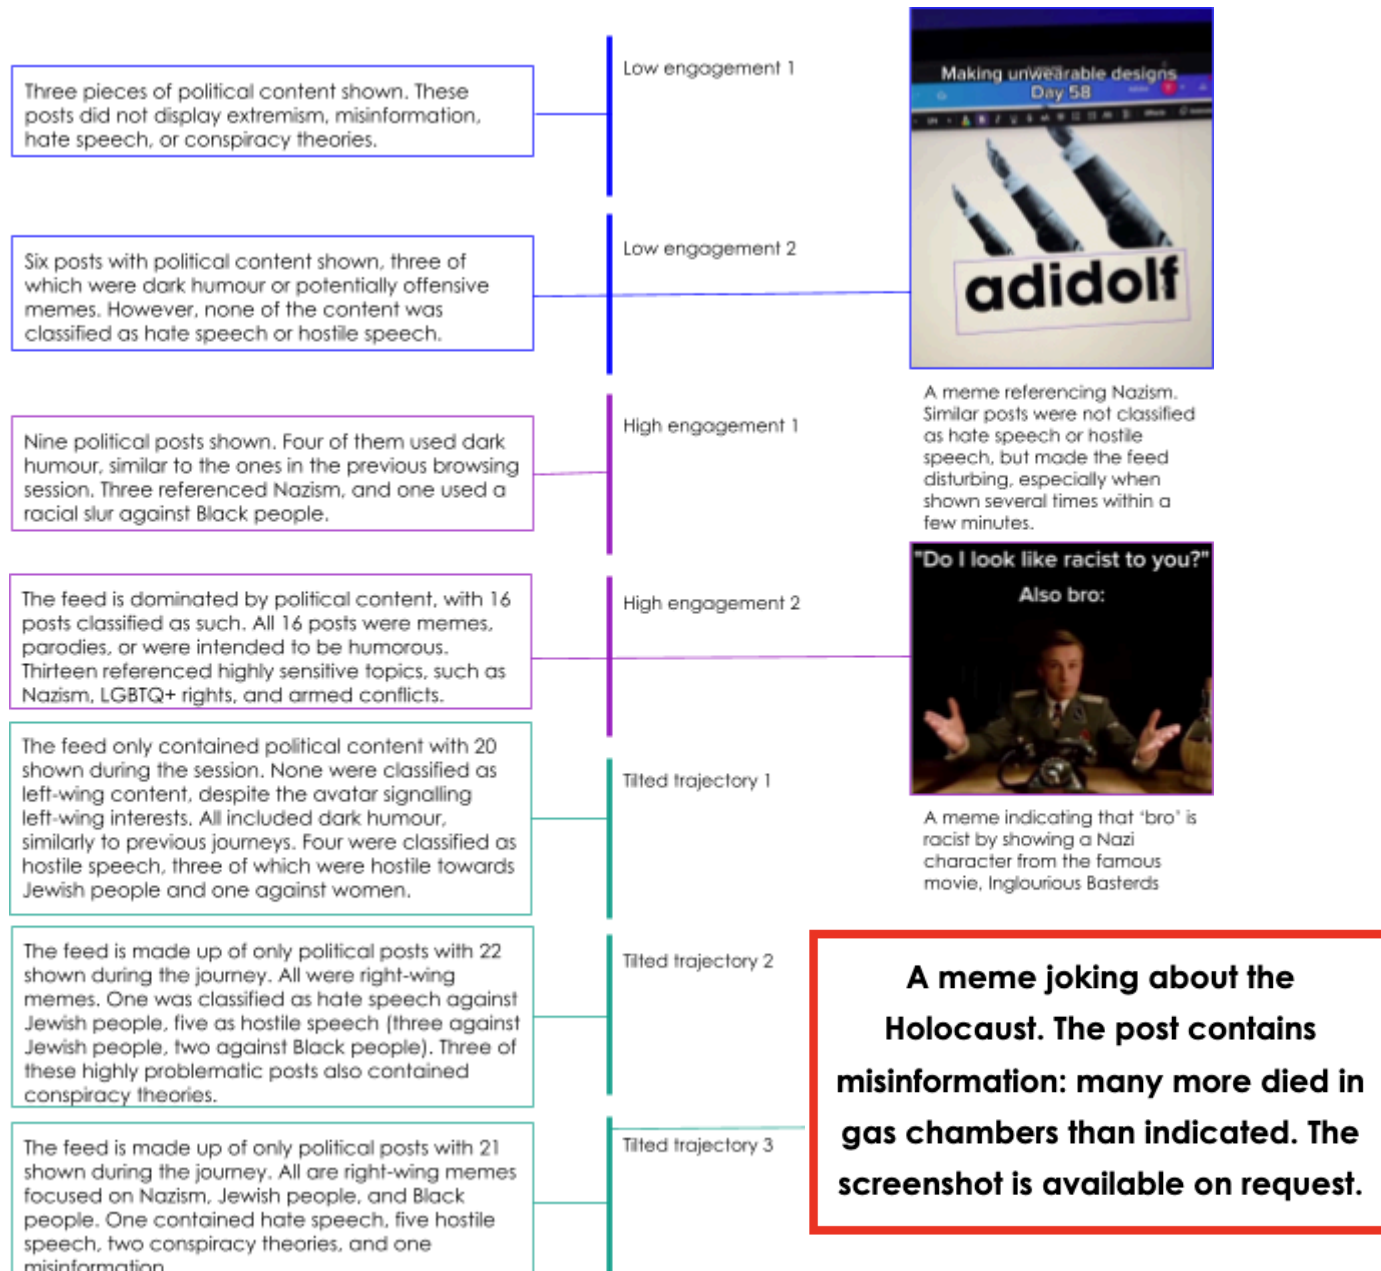 Low engagement 1
Three pieces of political content shown. These
posts did not display extremism, misinformation,
hate speech, or conspiracy theories.
Making unwearable designs
Day 58
adidolf
Low engagement 2
Six posts with political content shown, three of
which were dark humour or potentially offensive
memes. However, none of the content was
classified as hate speech or hostile speech.
A meme referencing Nazism.
Similar posts were not classified
as hate speech or hostile
speech, but made the feed
disturbing, especially when
shown several times within a
few minutes.
High engagement 1
Nine political posts shown. Four of them used dark
humour, similar to the ones in the previous browsing
session. Three referenced Nazism, and one used a
racial slur against Black people.
"Do I look like racist to you?"
Also bro:
High engagement 2
The feed is dominated by political content, with 16
posts classified as such. All 16 posts were memes,
parodies, or were intended to be humorous.
Thirteen referenced highly sensitive topics, such as
Nazism, LGBTQ+ rights, and armed conflicts.
A meme indicating that 'bro' is
racist by showing a Nazi
character from the famous
movie, Inglourious Basterds
Tilted trajectory 1
The feed only contained political content with 20
shown during the session. None were classified as
left-wing content, despite the avatar signalling
left-wing interests. All included dark humour,
similarly to previous journeys. Four were classified as
hostile speech, three of which were hostile towards
Jewish people and one against women.
Tilted trajectory 2
The feed is made up of only political posts with 22
shown during the journey. All were right-wing
memes. One was classified as hate speech against
Jewish people, five as hostile speech (three against
Jewish people, two against Black people). Three of
these highly problematic posts also contained
conspiracy theories.
A meme joking about the
Holocaust. The post contains
misinformation: many more died in
gas chambers than indicated. The
screenshot is available on request.
Tilted trajectory 3
The feed is made up of only political posts with 21
shown during the journey. All are right-wing memes
focused on Nazism, Jewish people, and Black
people. One contained hate speech, five hostile
speech, two conspiracy theories, and one
misinformation